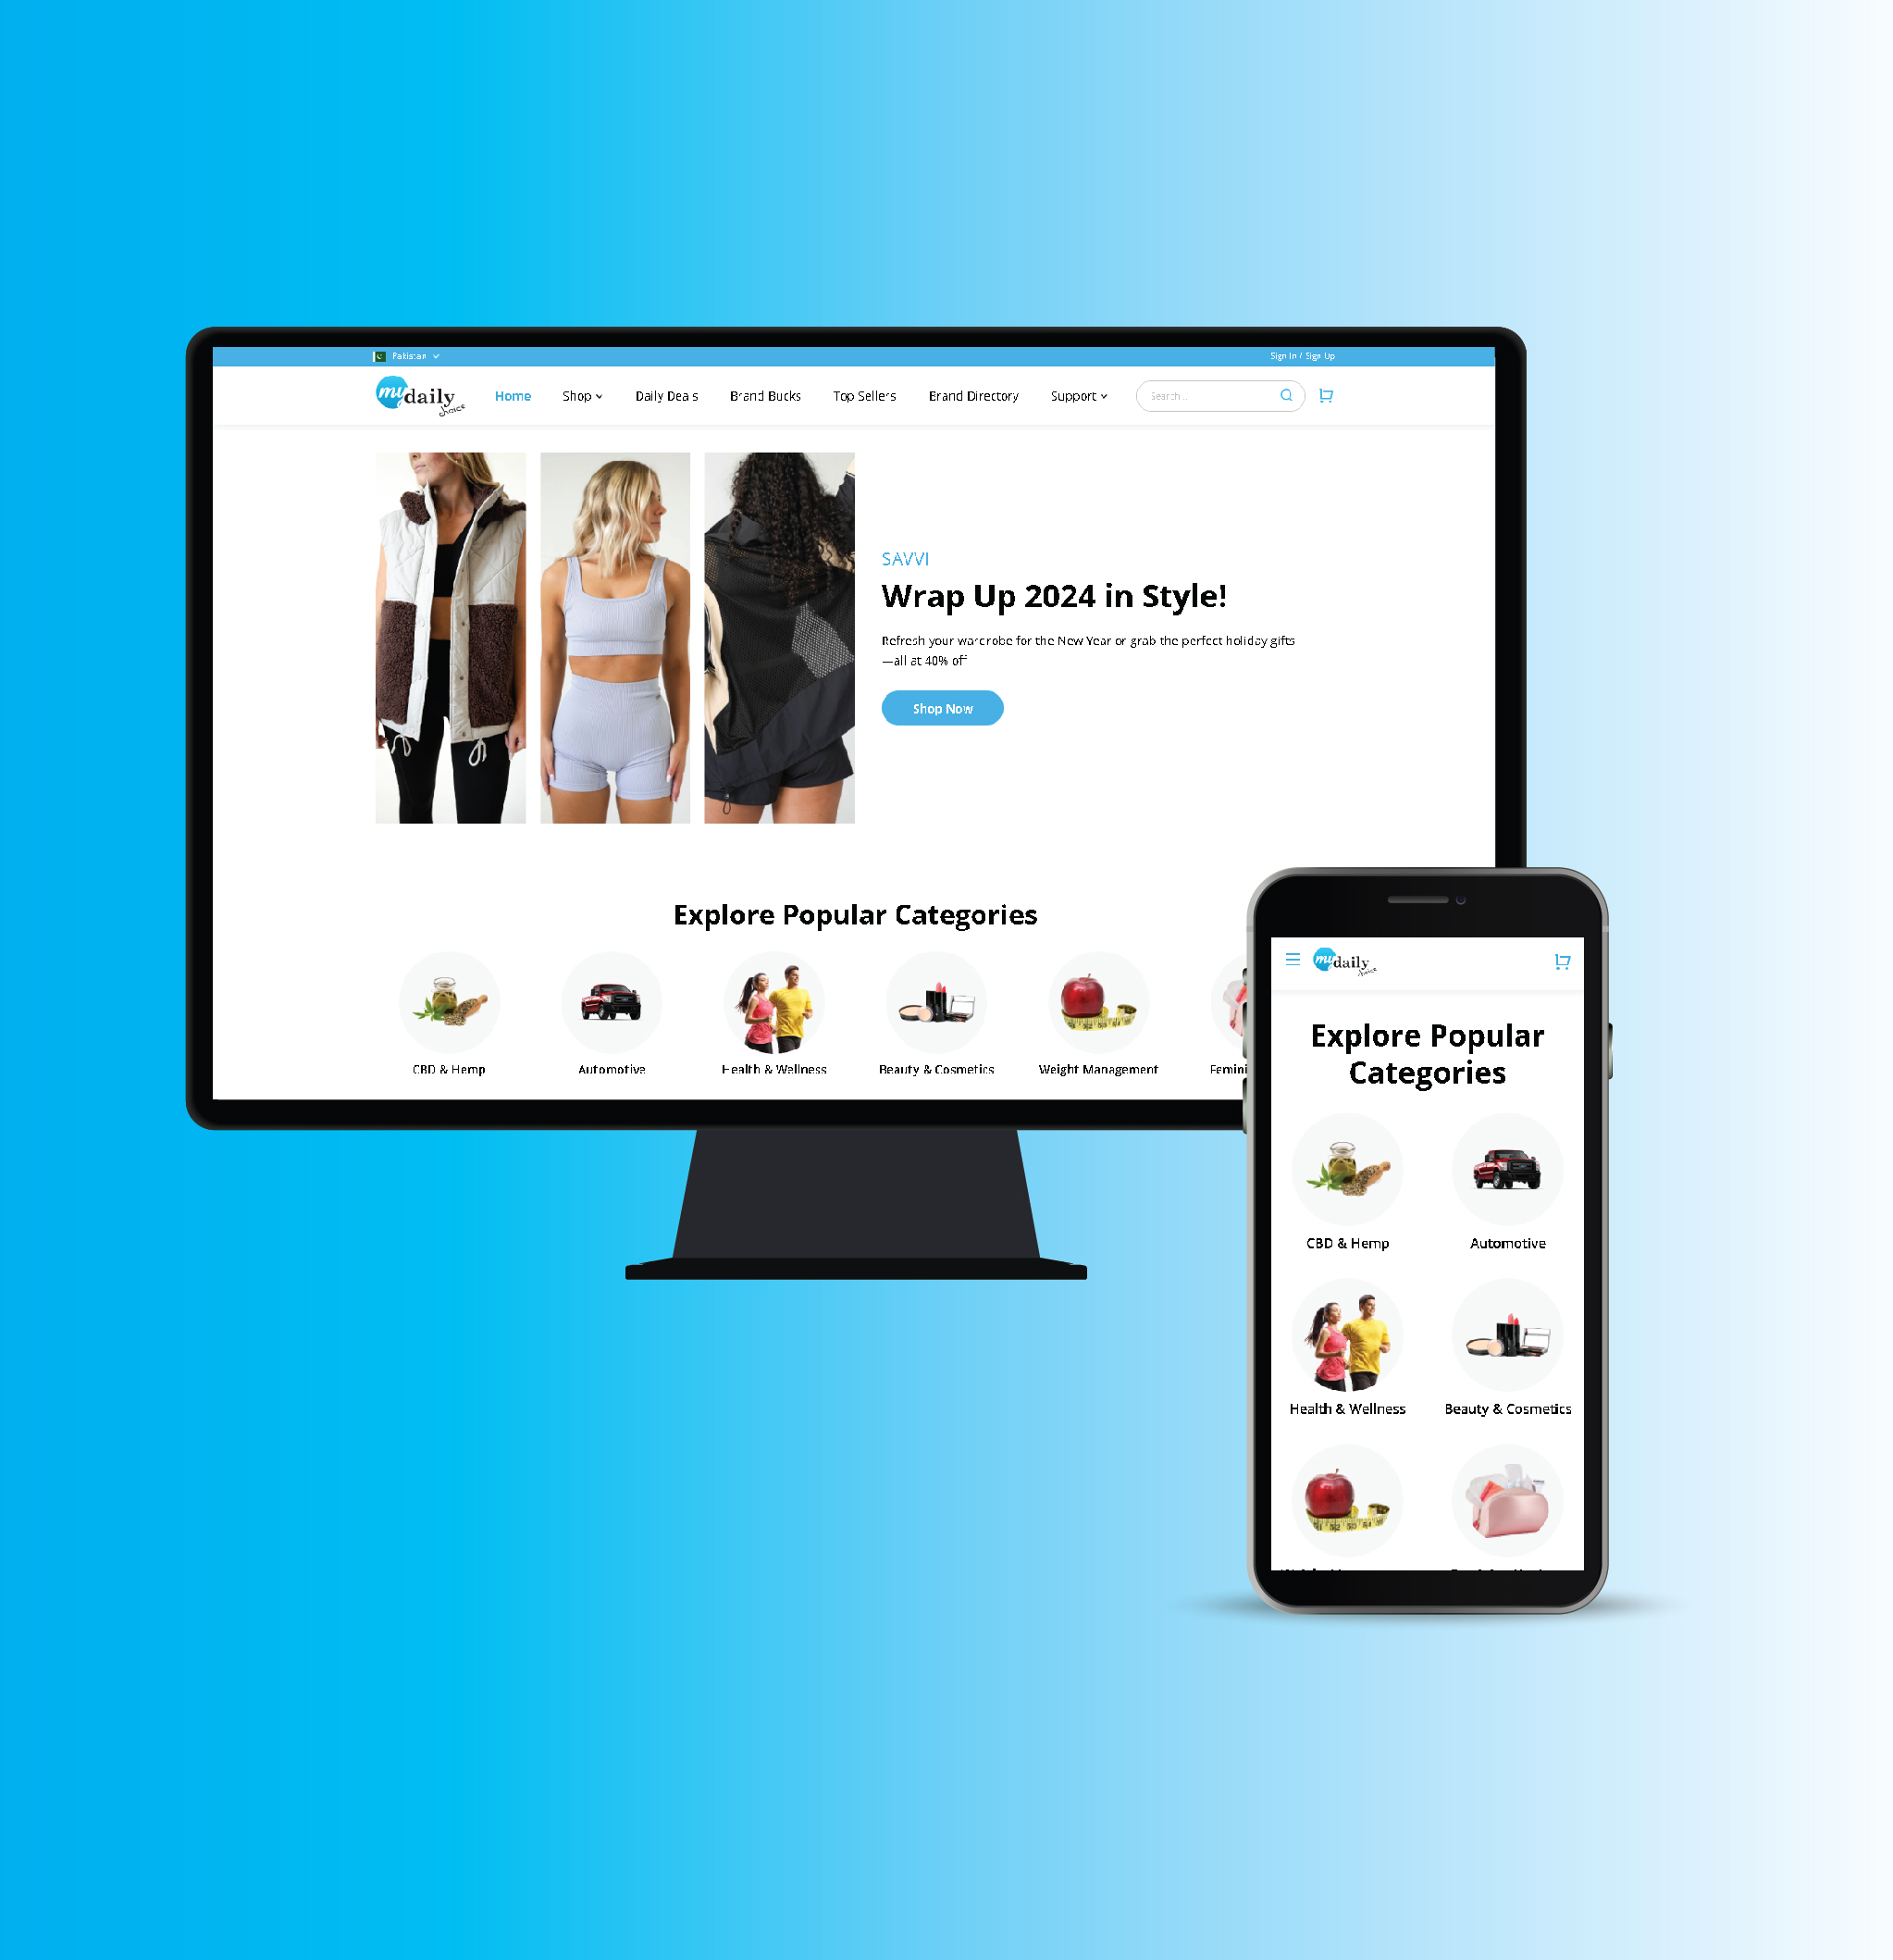 Pakistan
Sign In / Sign Up
my daily choice
Home
Shop
Daily Deals
Brand Bucks
Top Sellers
Brand Directory
Support
Search...
SAVVI
Wrap Up 2024 in Style!
Refresh your wardrobe for the New Year or grab the perfect holiday gifts
—all at 40% off
Shop Now
Explore Popular Categories
CBD & Hemp
Automotive
Health & Wellness
Beauty & Cosmetics
Weight Management
Femini
my daily choice
Explore Popular
Categories
CBD & Hemp
Automotive
Health & Wellness
Beauty & Cosmetics